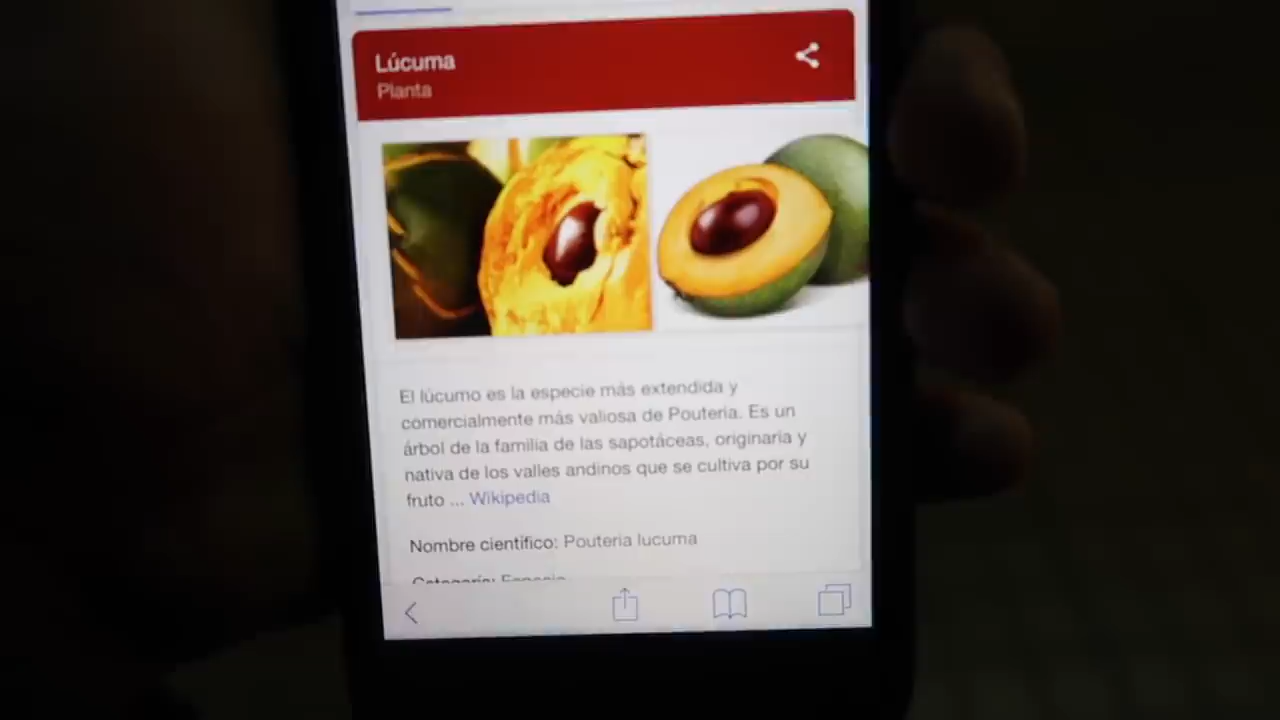 Lúcuma
Planta
El lúcumo es la especie más extendida y
comercialmente más valiosa de Pouteria. Es un
árbol de la familia de las sapotáceas, originaria y
nativa de los valles andinos que se cultiva por su
fruto ... Wikipedia
Nombre científico: Pouteria lucuma
Categoría: Especie